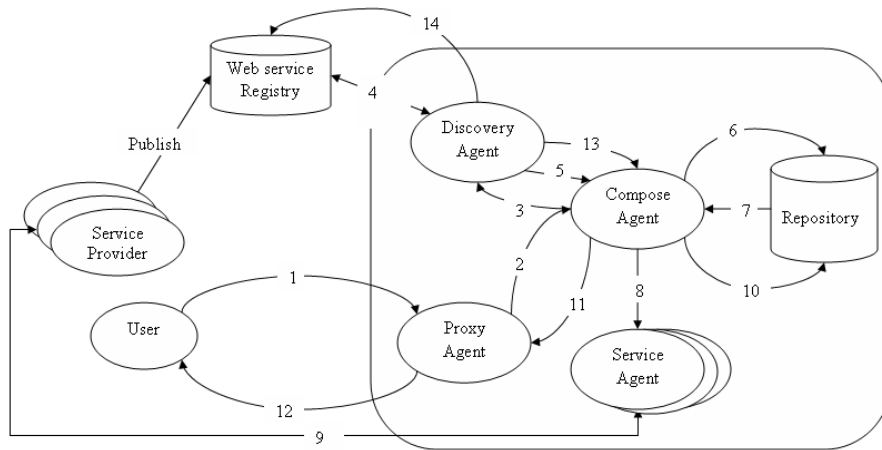 14
Web service
Registry
4
Discovery
Agent
13
6
Publish
5
Compose
Agent
3
7
Repository
Service
Provider
1
2
8
10
11
User
Proxy
Agent
Service
Agent
12
9